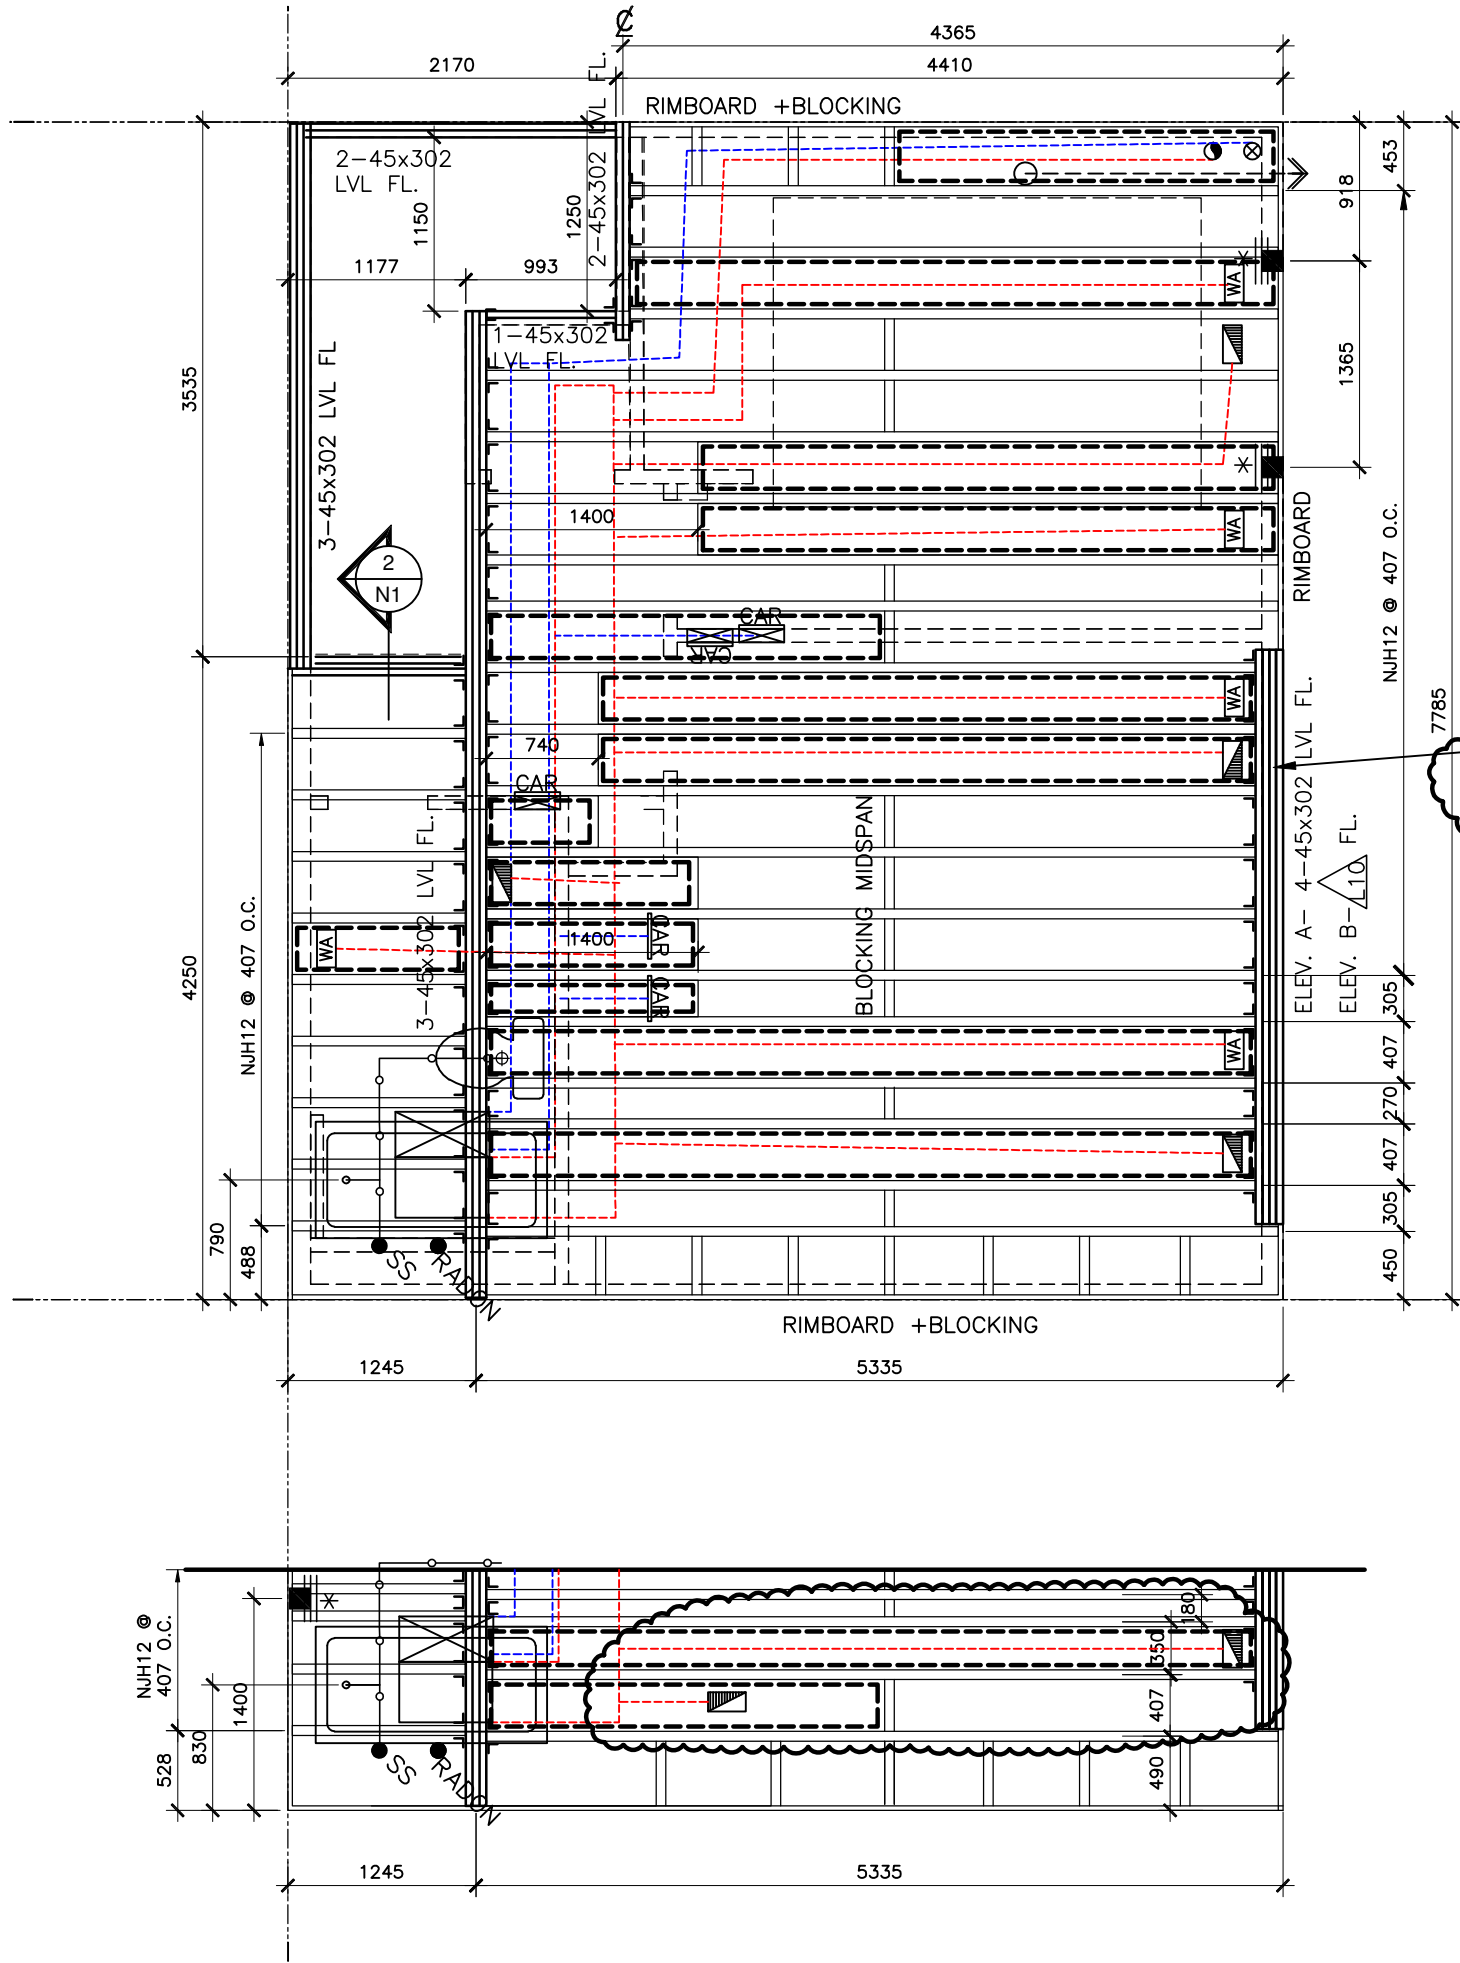 ℄
4365
2170
4410
RIMBOARD +BLOCKING
2-45x302
LVL FL.
1150
1250
2-45x302 LVL FL.
453
918
1177
993
1-45x302
LVL FL.
WA
3535
3-45x302 LVL FL
1365
1400
WA
2
N1
RIMBOARD
NJH12 @ 407 O.C.
CAR
CAR
WA
7785
740
CAR
BLOCKING MIDSPAN
ELEV. A- 4-45x302 LVL FL.
ELEV. B- L10 FL.
3-45x302 LVL FL.
4250
NJH12 @ 407 O.C.
WA
1400
CAR
CAR
305
WA
407
270
407
305
450
790
488
SS
RADON
RIMBOARD +BLOCKING
1245
5335
NJH12 @
407 O.C.
180
350
1400
407
830
528
490
SS
RADON
1245
5335